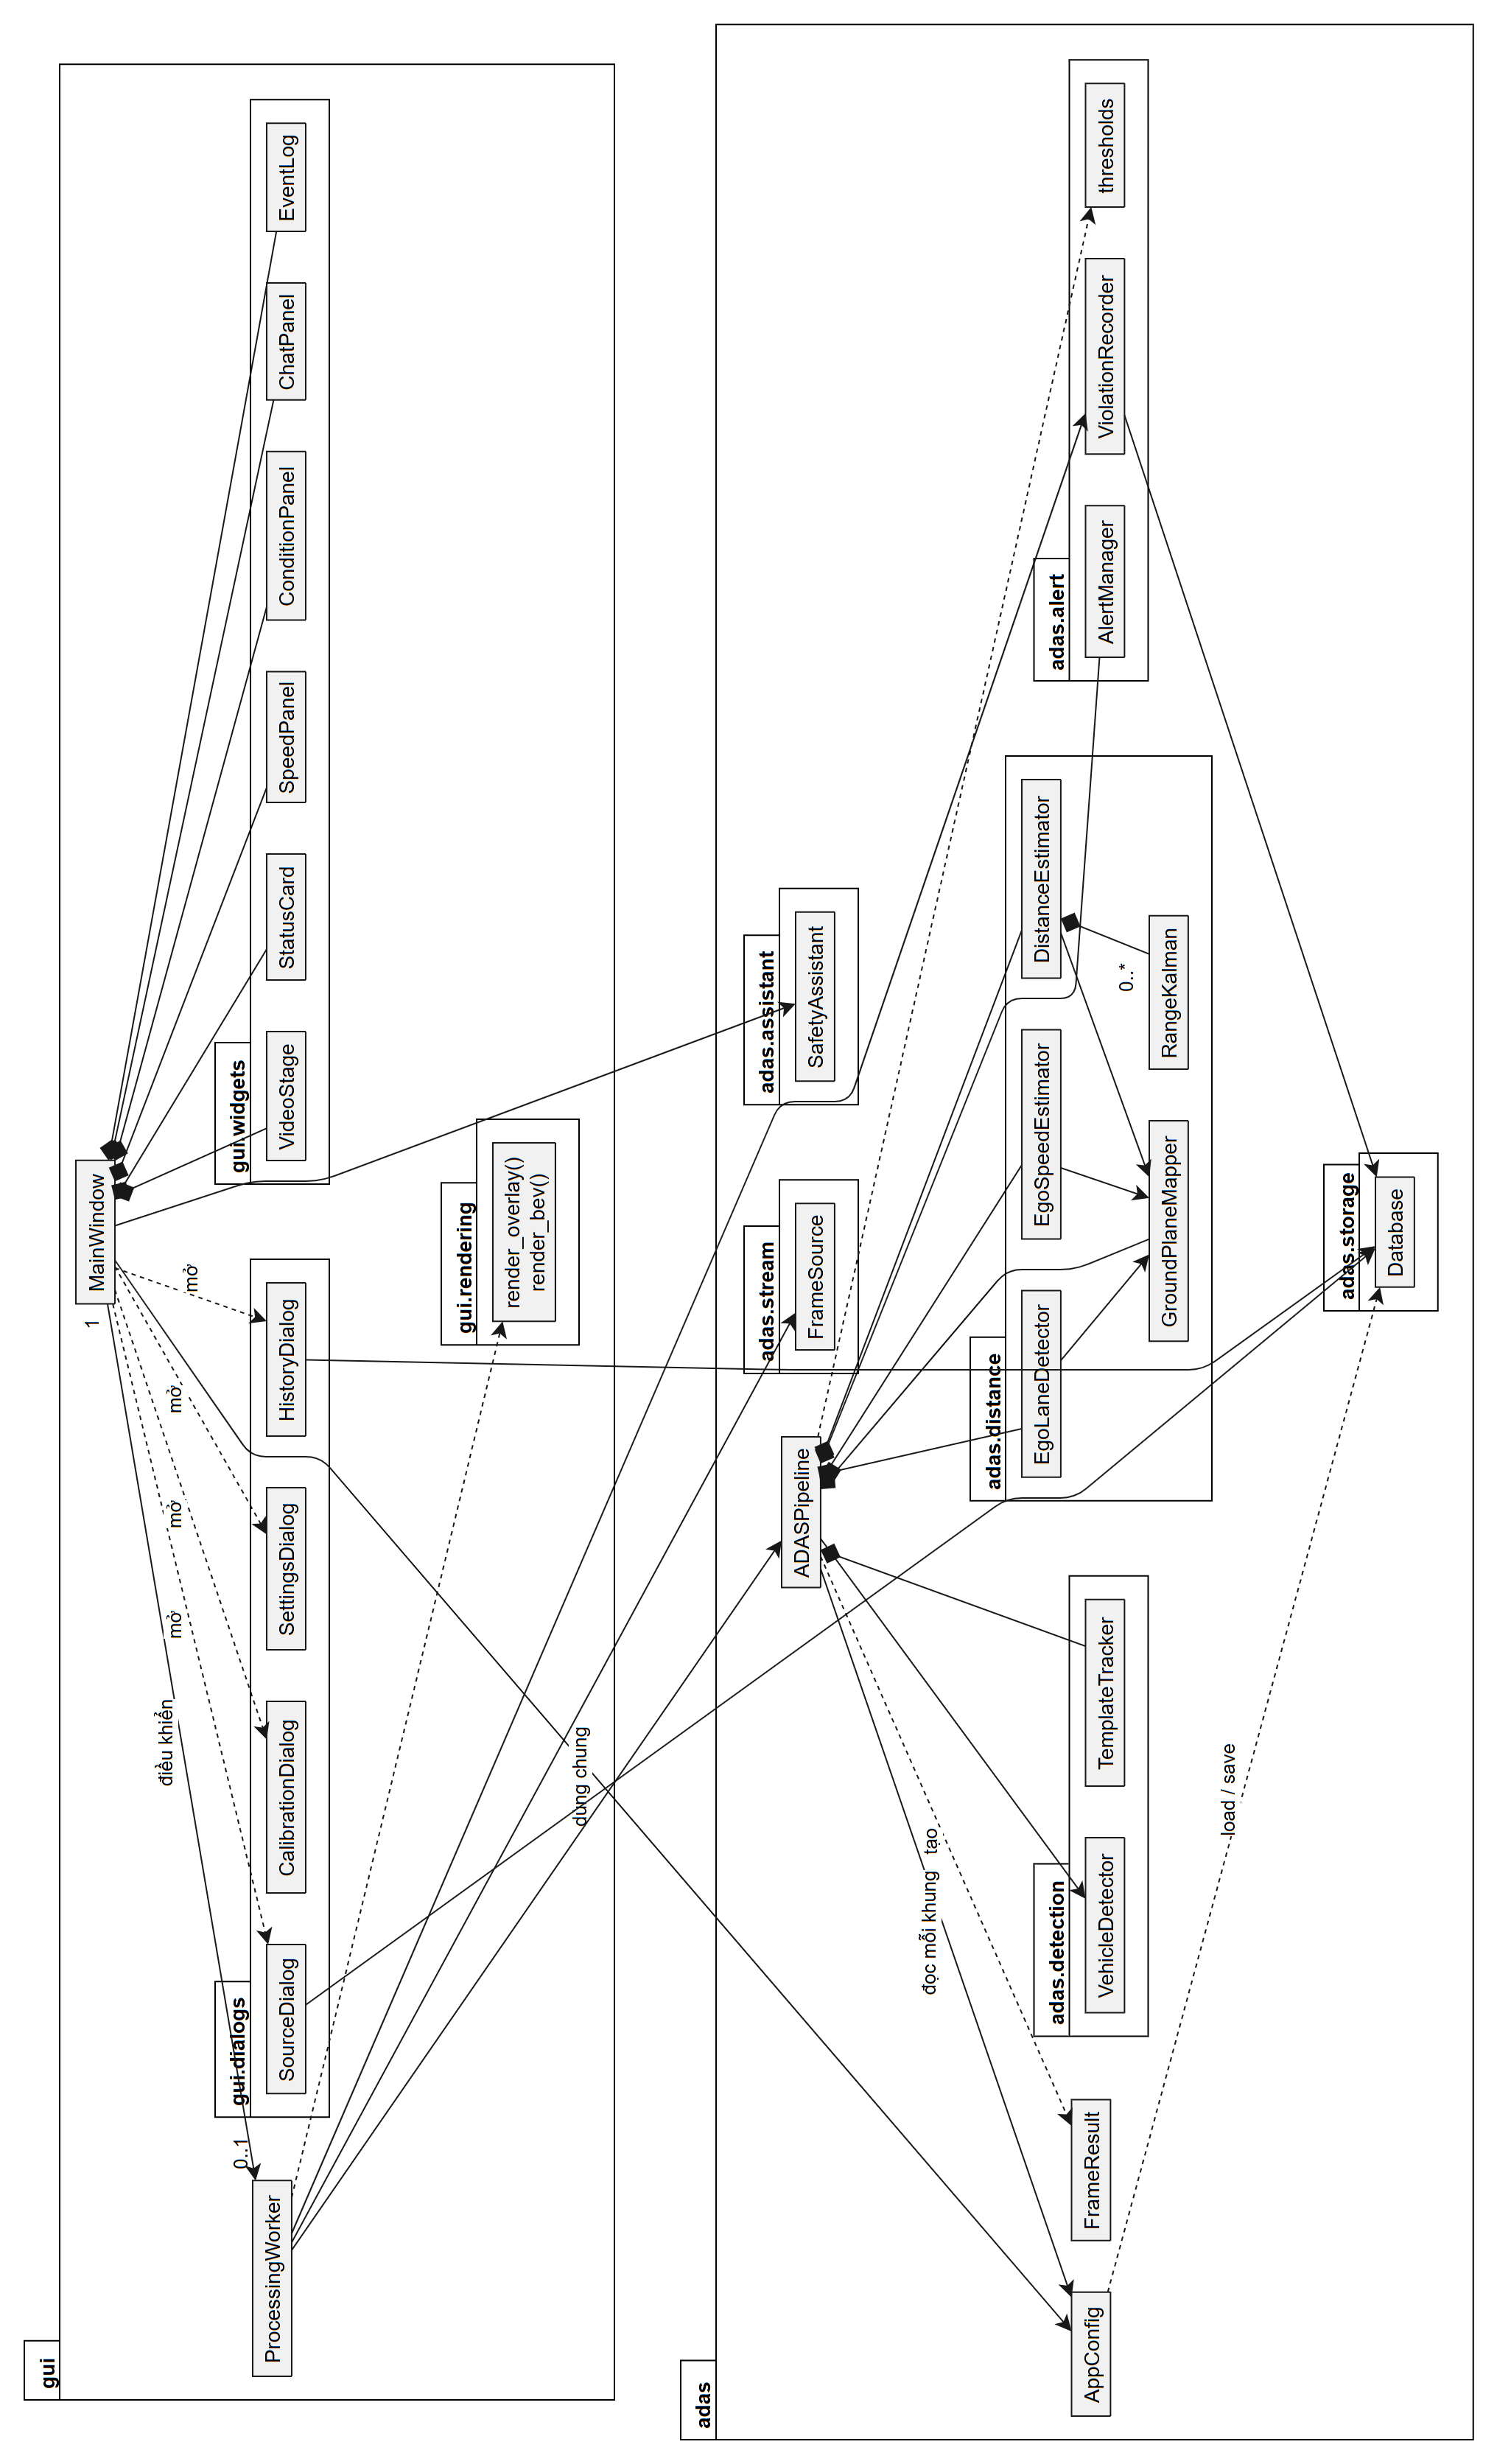 gui
MainWindow
1
điều khiển
mở
mở
mở
mở
0..1
ProcessingWorker
gui.dialogs
SourceDialog
CalibrationDialog
SettingsDialog
HistoryDialog
gui.widgets
VideoStage
StatusCard
SpeedPanel
ConditionPanel
ChatPanel
EventLog
gui.rendering
render_overlay()
render_bev()
dùng chung
adas
ADASPipeline
adas.stream
FrameSource
adas.assistant
SafetyAssistant
đọc mỗi khung
tạo
AppConfig
FrameResult
adas.detection
VehicleDetector
TemplateTracker
adas.distance
EgoLaneDetector
EgoSpeedEstimator
DistanceEstimator
0..*
GroundPlaneMapper
RangeKalman
adas.alert
AlertManager
ViolationRecorder
thresholds
load / save
adas.storage
Database